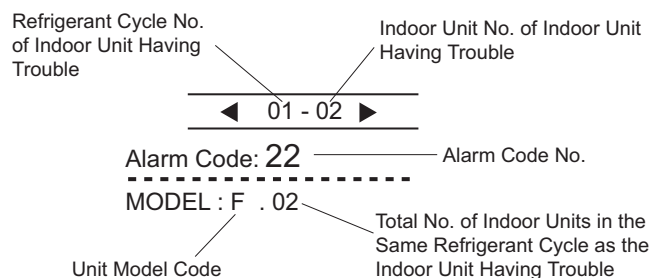 Refrigerant Cycle No.
of Indoor Unit Having
Trouble
Indoor Unit No. of Indoor Unit
Having Trouble
◀ 01 - 02 ▶
Alarm Code: 22
Alarm Code No.
MODEL : F . 02
Total No. of Indoor Units in the
Same Refrigerant Cycle as the
Indoor Unit Having Trouble
Unit Model Code